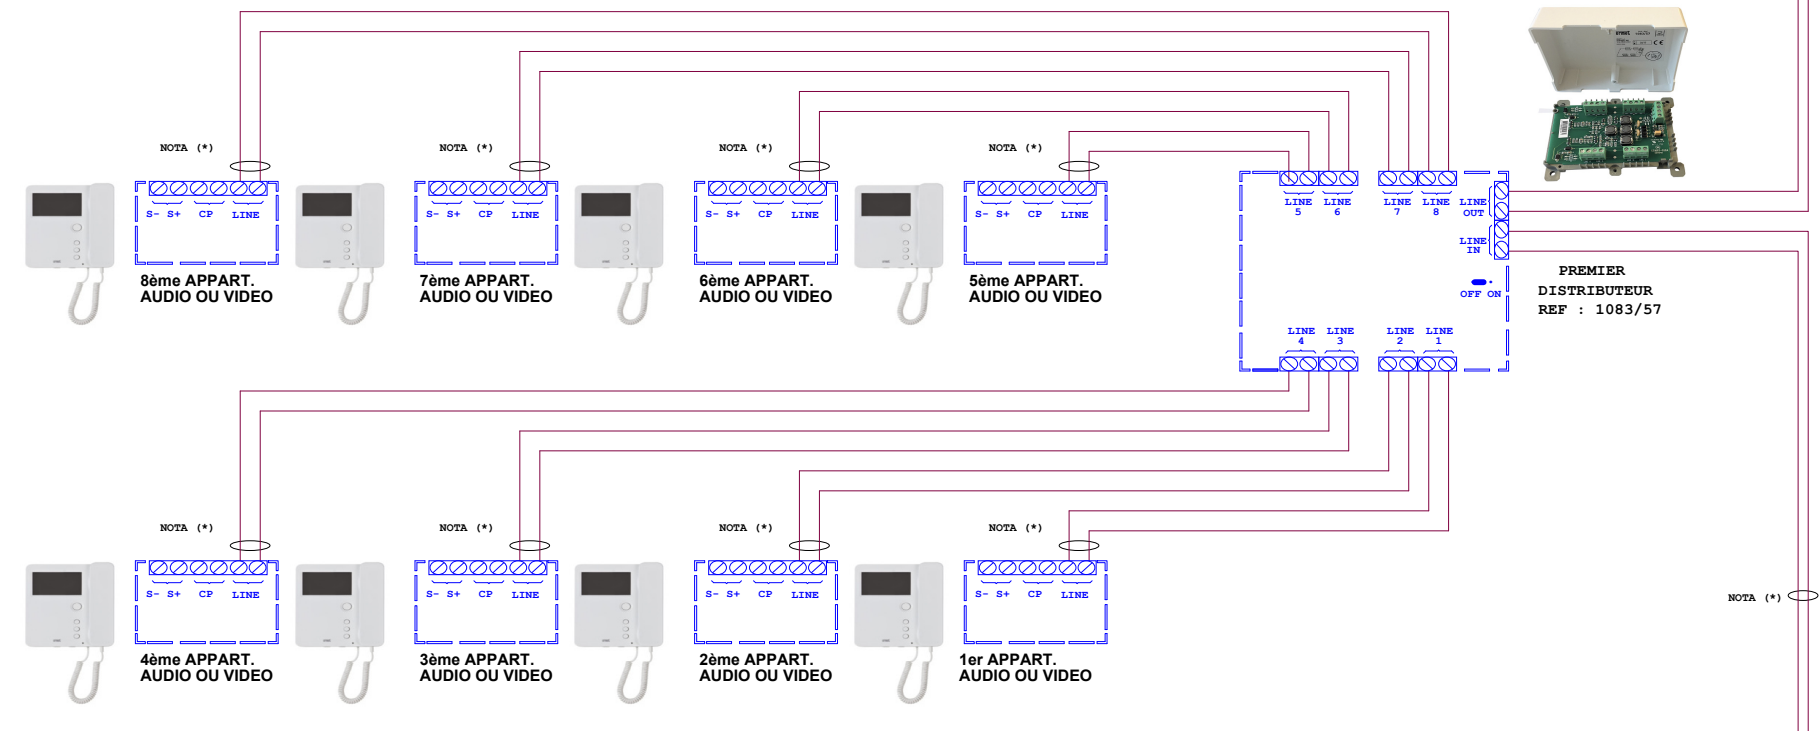 NOTA (*)
NOTA (*)
NOTA (*)
NOTA (*)
S- S+ CP LINE
S- S+ CP LINE
S- S+ CP LINE
S- S+ CP LINE
8ème APPART.
AUDIO OU VIDEO
7ème APPART.
AUDIO OU VIDEO
6ème APPART.
AUDIO OU VIDEO
5ème APPART.
AUDIO OU VIDEO
LINE
5
LINE
6
LINE
7
LINE
8
LINE
OUT
LINE
IN
OFF ON
PREMIER
DISTRIBUTEUR
REF : 1083/57
LINE
4
LINE
3
LINE
2
LINE
1
NOTA (*)
NOTA (*)
NOTA (*)
NOTA (*)
S- S+ CP LINE
S- S+ CP LINE
S- S+ CP LINE
S- S+ CP LINE
4ème APPART.
AUDIO OU VIDEO
3ème APPART.
AUDIO OU VIDEO
2ème APPART.
AUDIO OU VIDEO
1er APPART.
AUDIO OU VIDEO
NOTA (*)